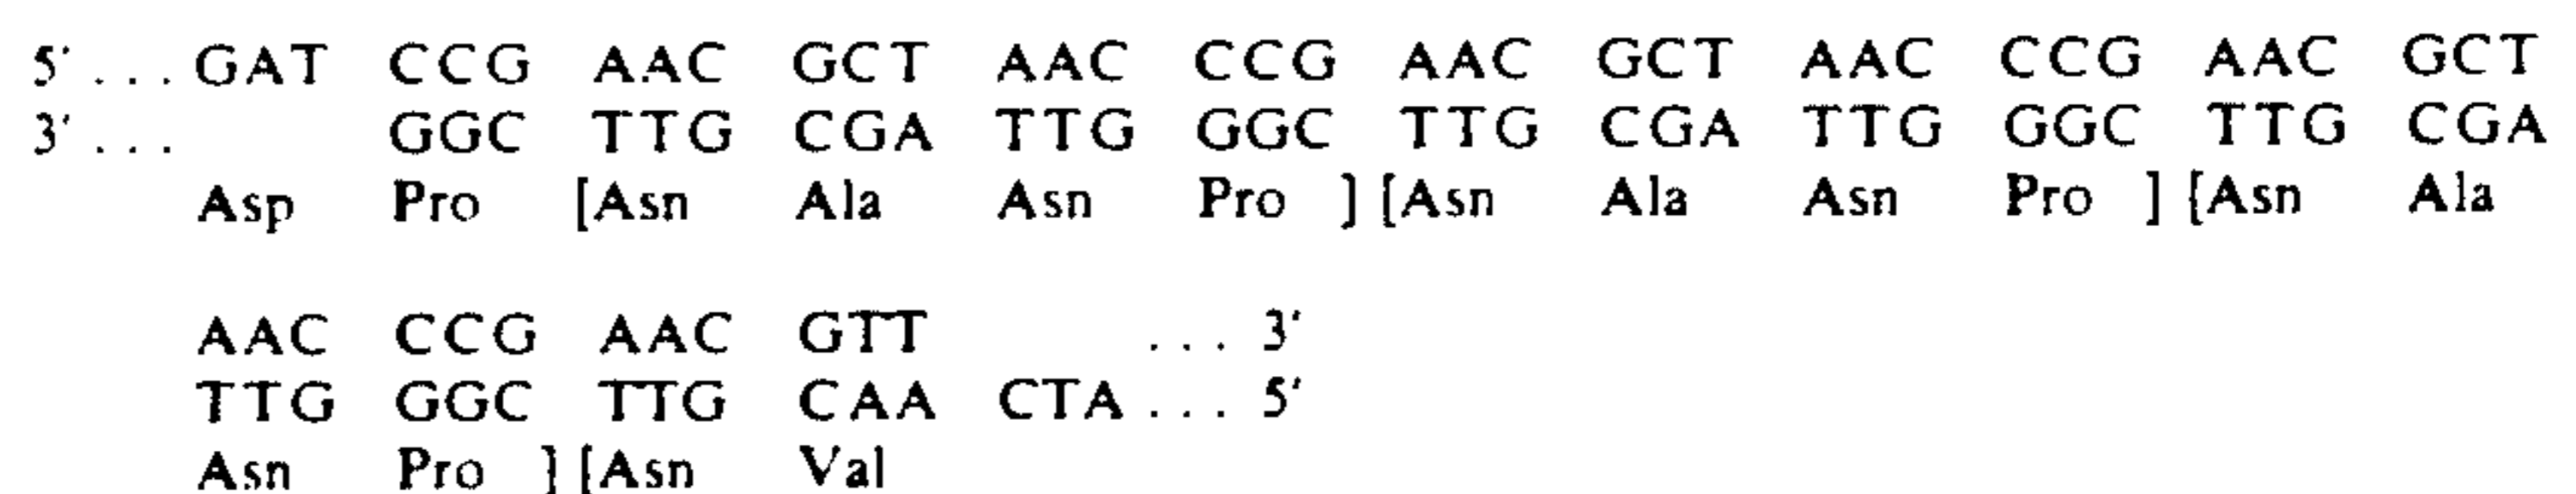 5' ... GAT CCG AAC GCT AAC CCG AAC GCT AAC CCG AAC GCT
3' ... GGC TTG CGA TTG GGC TTG CGA TTG GGC TTG CGA
Asp Pro [Asn Ala Asn Pro ] [Asn Ala Asn Pro ] [Asn Ala
AAC CCG AAC GTT ... 3'
TTG GGC TTG CAA CTA ... 5'
Asn Pro ] [Asn Val